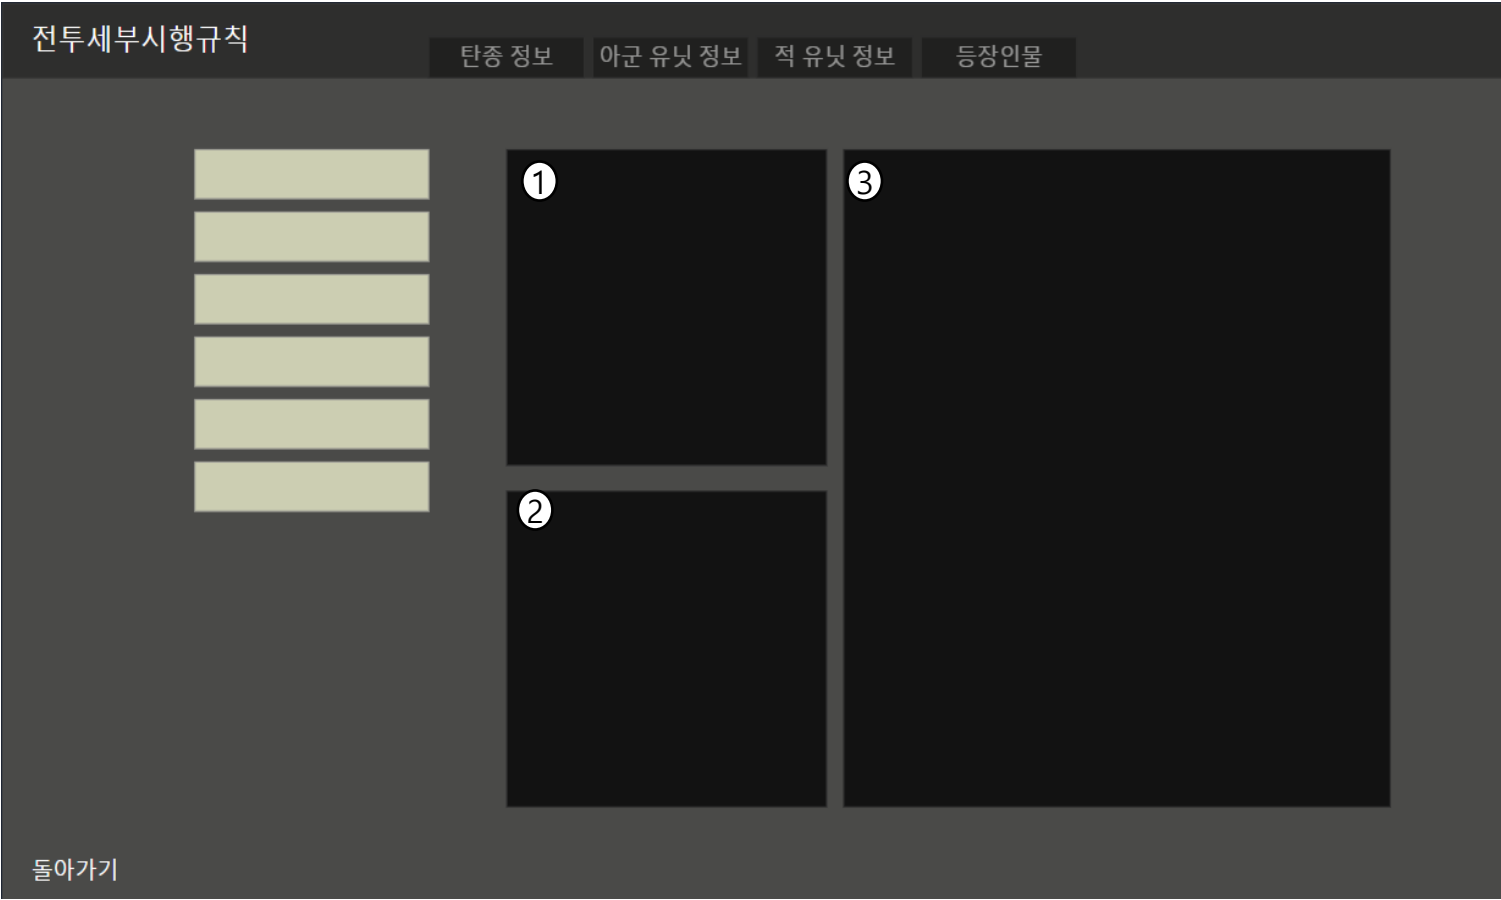 전투세부시행규칙
탄종 정보
아군 유닛 정보
적 유닛 정보
등장인물
1
3
2
돌아가기